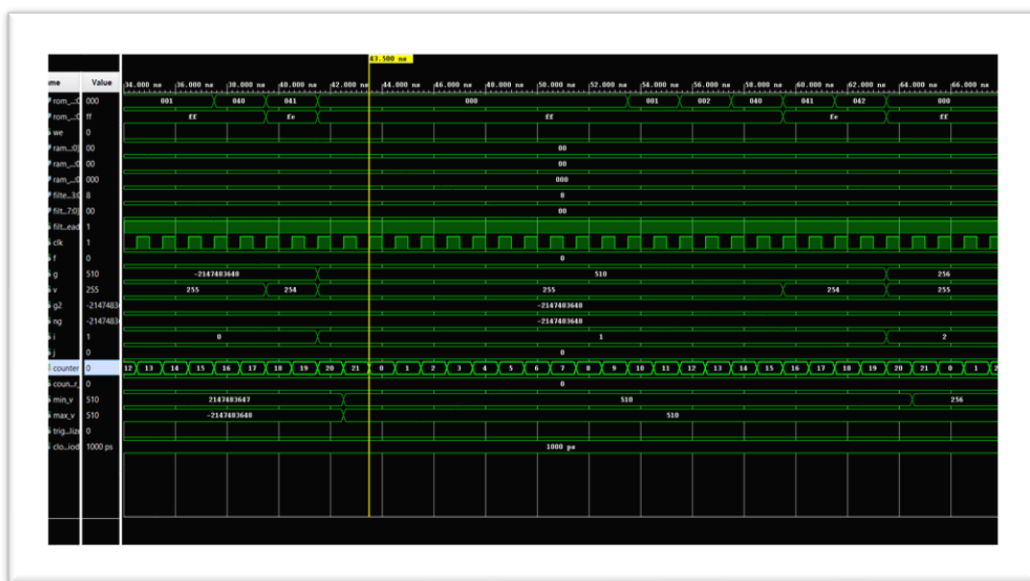 43.500 ns
me Value 34.000 ns 36.000 ns 38.000 ns 40.000 ns 42.000 ns 44.000 ns 46.000 ns 48.000 ns 50.000 ns 52.000 ns 54.000 ns 56.000 ns 58.000 ns 60.000 ns 62.000 ns 64.000 ns 66.000 ns
rom_...:0 000 001 040 041 000 001 002 040 041 042 000
rom_...:0 ff ff fe ff fe ff
we 0
ram...:0] 00 00
ram_...:0 00 00
ram_...:0 000 000
filte...3:0 8 8
filt...7:0] 00 00
filt...ead 1
clk 1
f 0 0
g 510 -2147483648 510 256
v 255 255 254 255 254 255
g2 -2147483 -2147483648
ng -2147483 -2147483648
i 1 0 1 2
j 0 0
counter 0 12 13 14 15 16 17 18 19 20 21 0 1 2 3 4 5 6 7 8 9 10 11 12 13 14 15 16 17 18 19 20 21 0 1 2
coun...r_ 0 0
min_v 510 2147483647 510 256
max_v 510 -2147483648 510
trig...lize 0
clo...iod 1000 ps 1000 ps